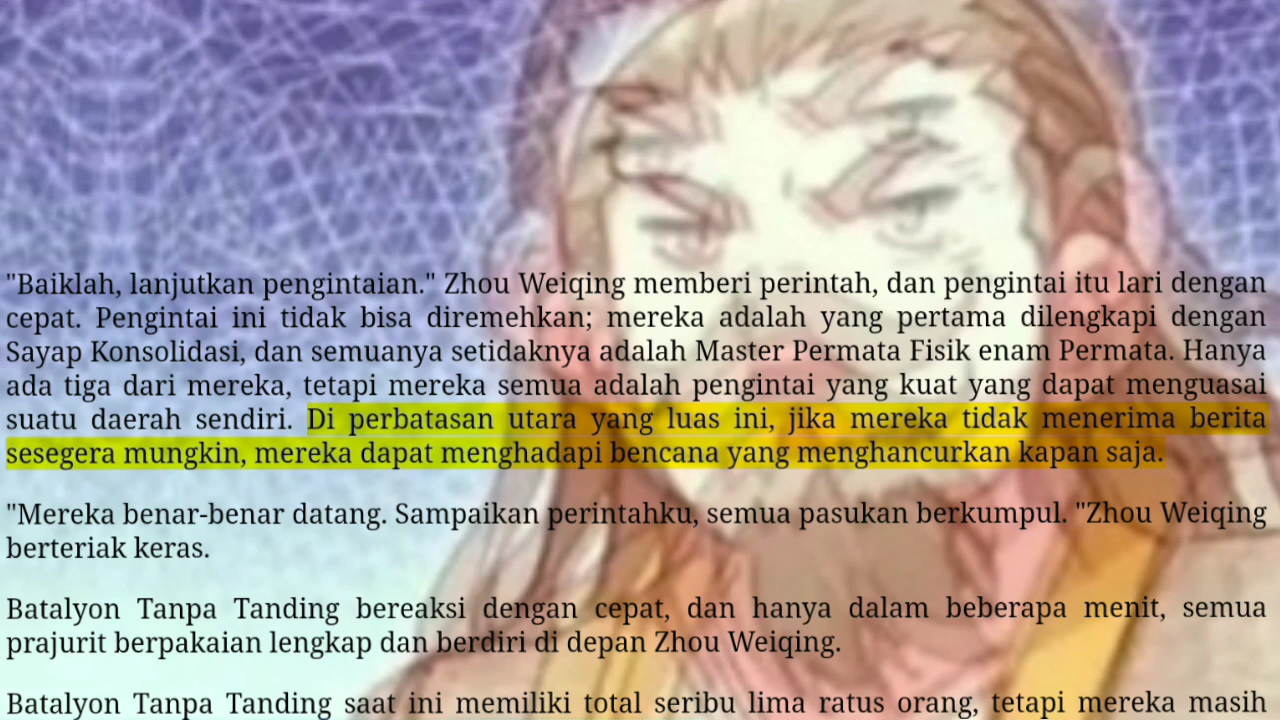 "Baiklah, lanjutkan pengintaian." Zhou Weiqing memberi perintah, dan pengintai itu lari dengan
cepat. Pengintai ini tidak bisa diremehkan; mereka adalah yang pertama dilengkapi dengan
Sayap Konsolidasi, dan semuanya setidaknya adalah Master Permata Fisik enam Permata. Hanya
ada tiga dari mereka, tetapi mereka semua adalah pengintai yang kuat yang dapat menguasai
suatu daerah sendiri. Di perbatasan utara yang luas ini, jika mereka tidak menerima berita
sesegera mungkin, mereka dapat menghadapi bencana yang menghancurkan kapan saja.
"Mereka benar-benar datang. Sampaikan perintahku, semua pasukan berkumpul. "Zhou Weiqing
berteriak keras.
Batalyon Tanpa Tanding bereaksi dengan cepat, dan hanya dalam beberapa menit, semua
prajurit berpakaian lengkap dan berdiri di depan Zhou Weiqing.
Batalyon Tanpa Tanding saat ini memiliki total seribu lima ratus orang, tetapi mereka masih